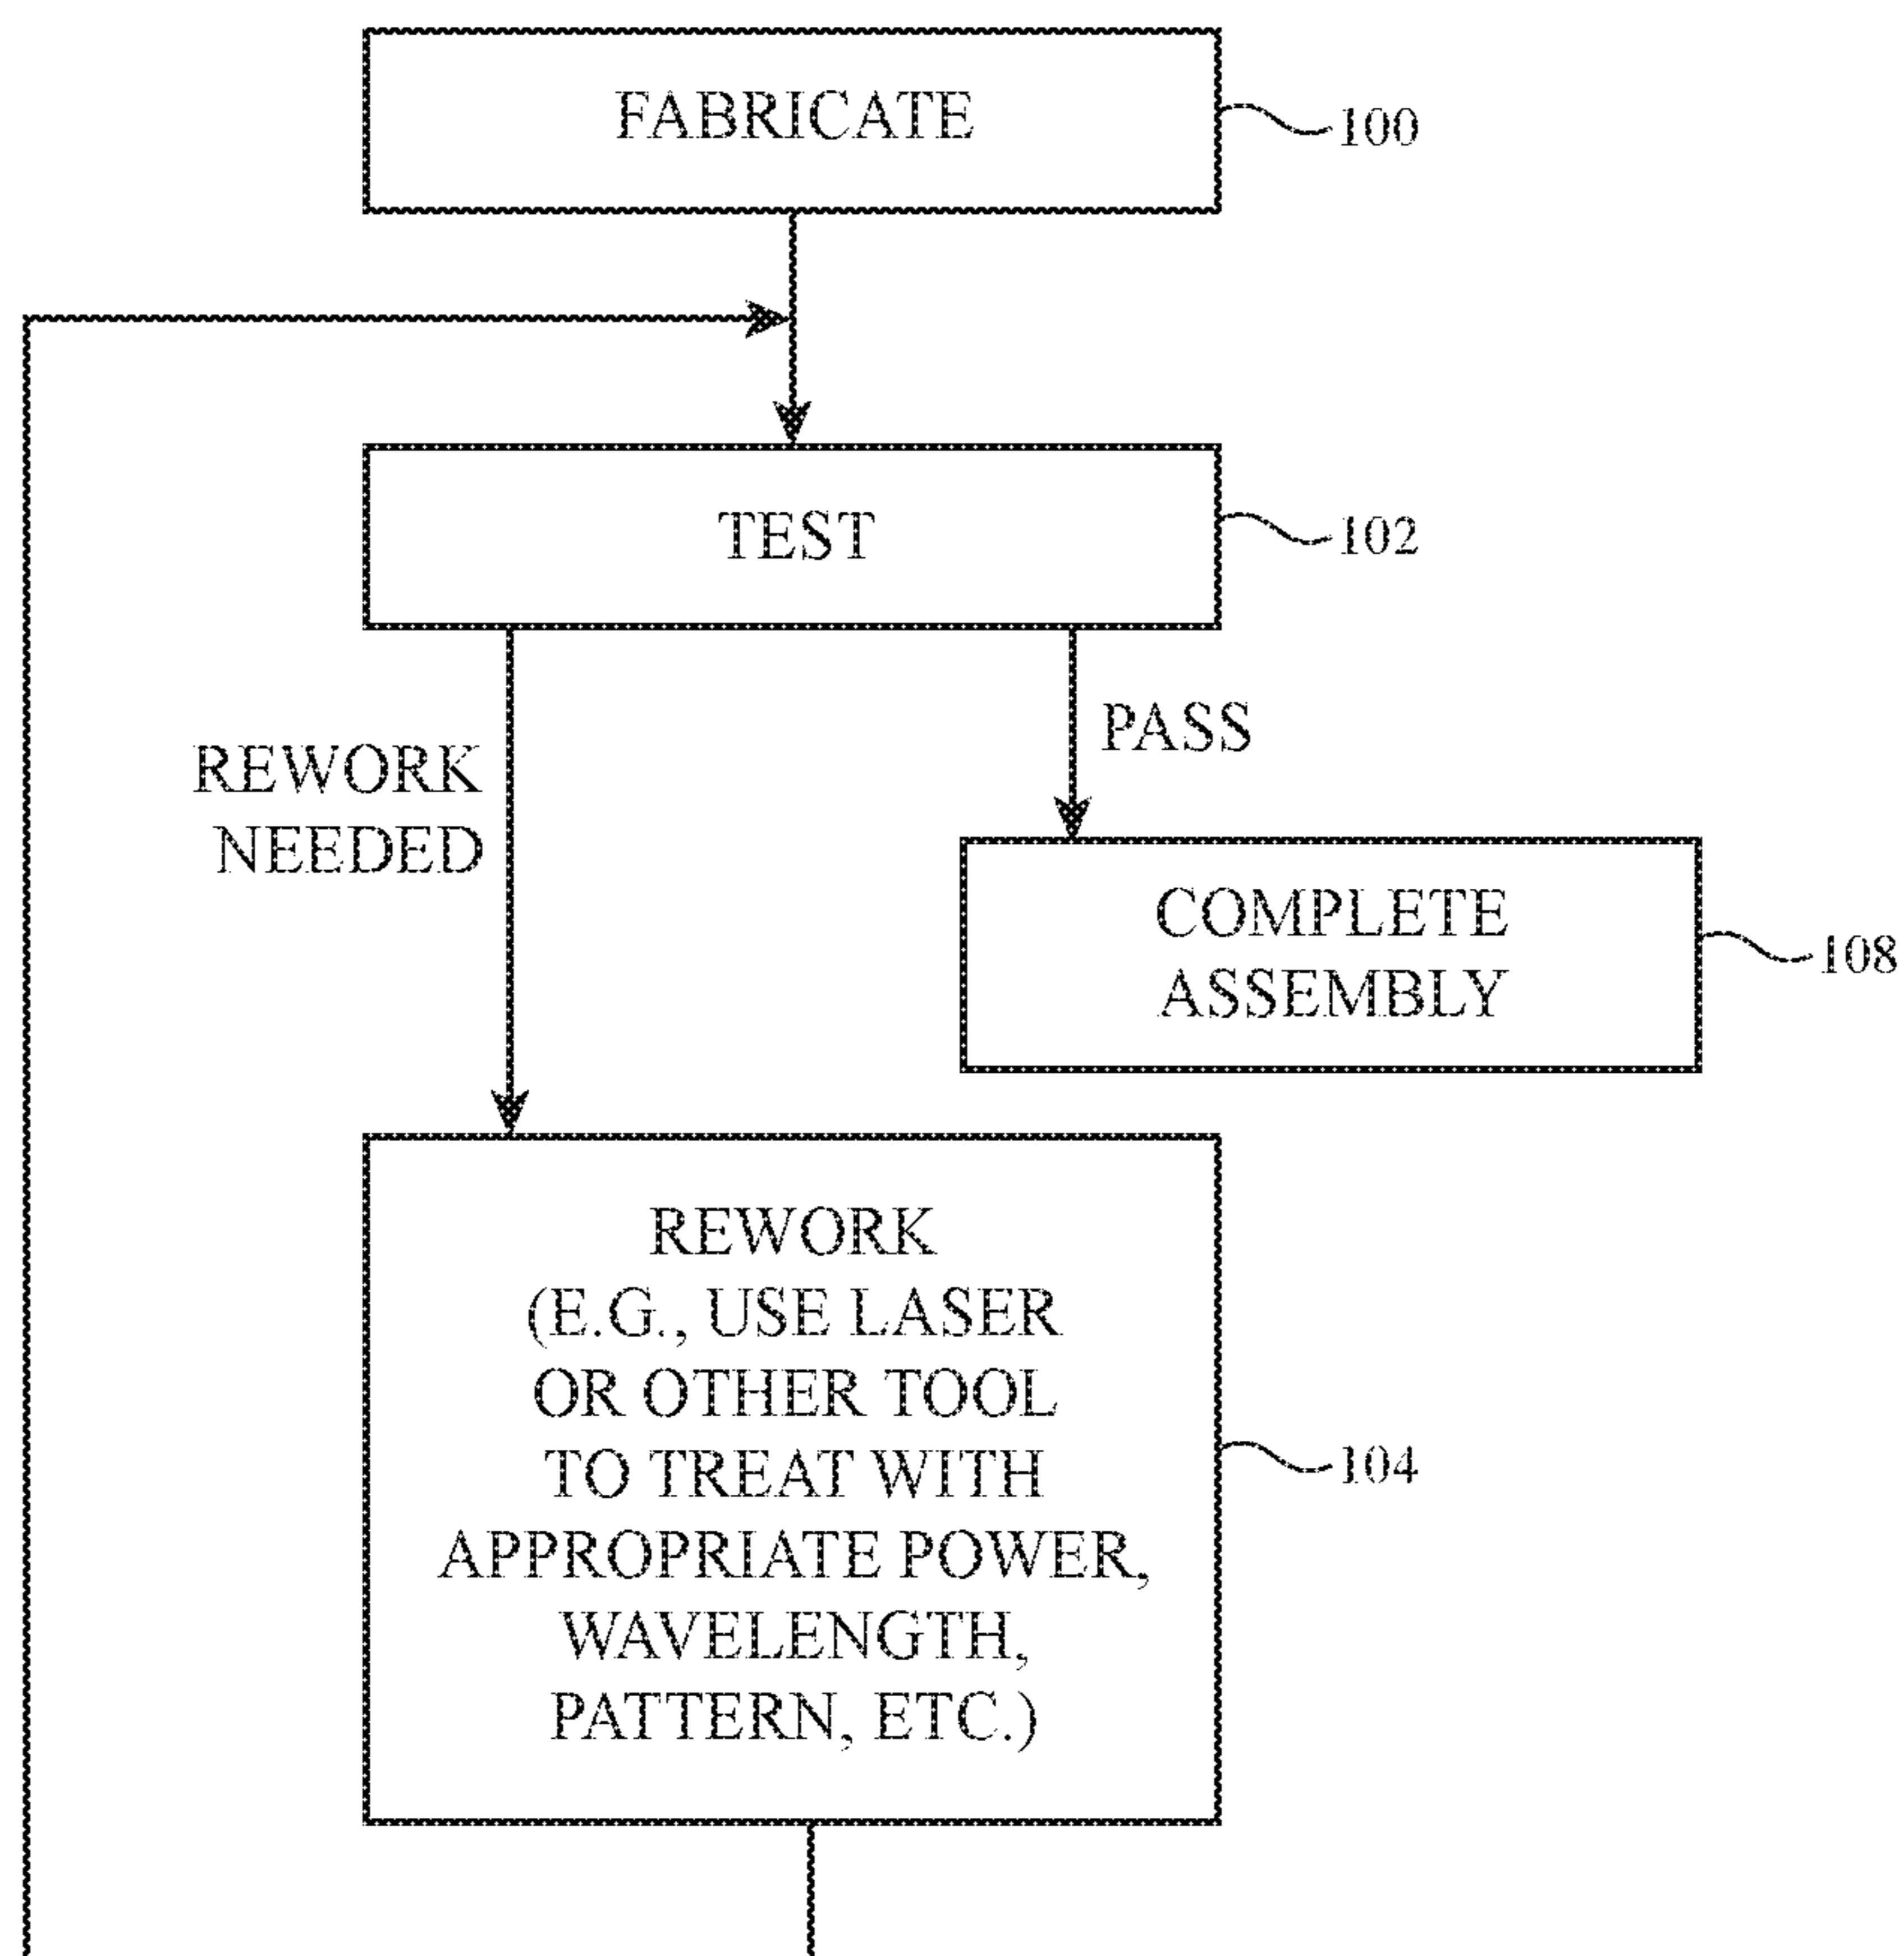 FABRICATE
100
TEST
102
REWORK
NEEDED
PASS
COMPLETE
ASSEMBLY
108
REWORK
(E.G., USE LASER
OR OTHER TOOL
TO TREAT WITH
APPROPRIATE POWER,
WAVELENGTH,
PATTERN, ETC.)
104